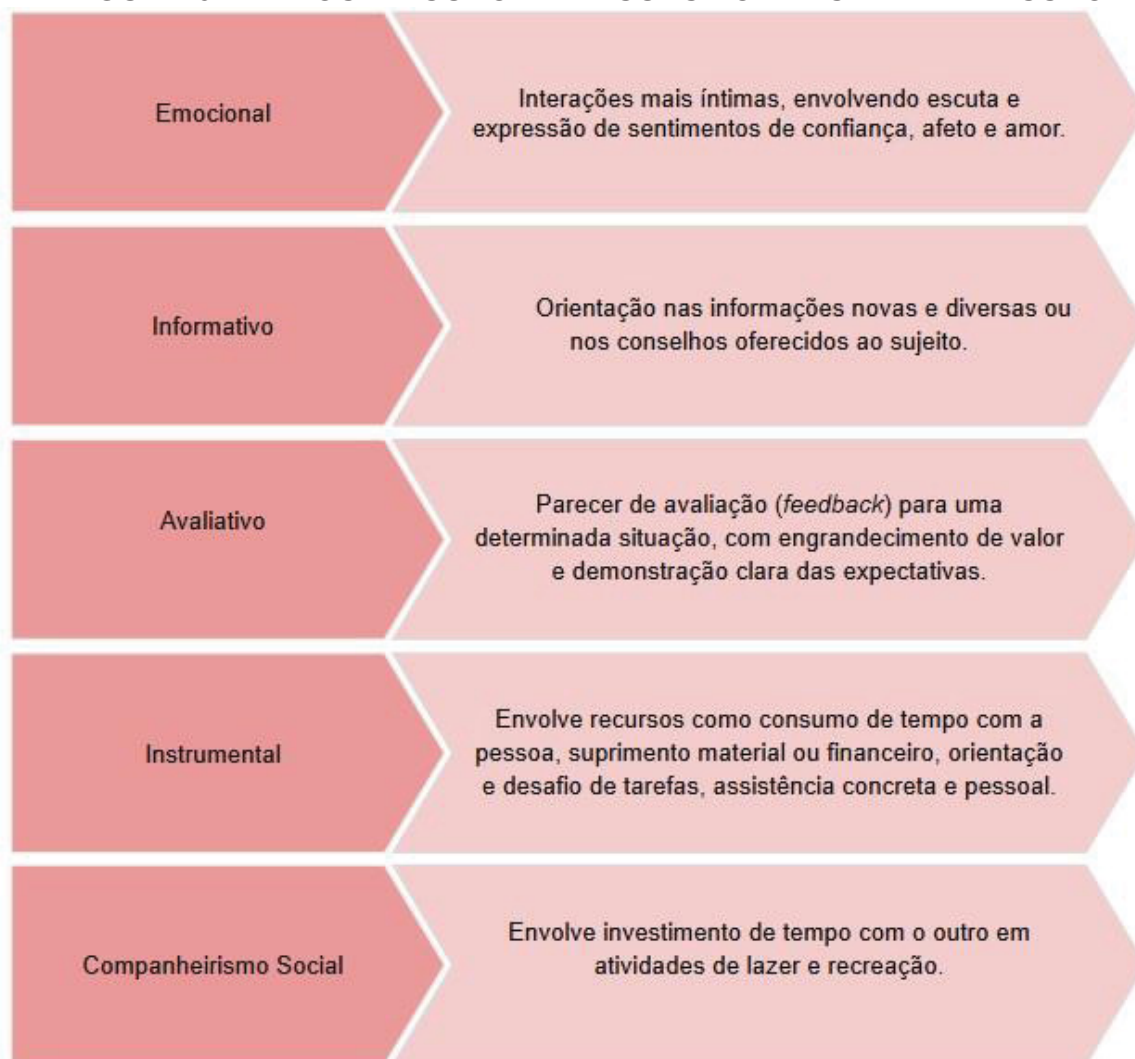 Emocional
Interações mais íntimas, envolvendo escuta e
expressão de sentimentos de confiança, afeto e amor.
Informativo
Orientação nas informações novas e diversas ou
nos conselhos oferecidos ao sujeito.
Avaliativo
Parecer de avaliação (feedback) para uma
determinada situação, com engrandecimento de valor
e demonstração clara das expectativas.
Instrumental
Envolve recursos como consumo de tempo com a
pessoa, suprimento material ou financeiro, orientação
e desafio de tarefas, assistência concreta e pessoal.
Companheirismo Social
Envolve investimento de tempo com o outro em
atividades de lazer e recreação.